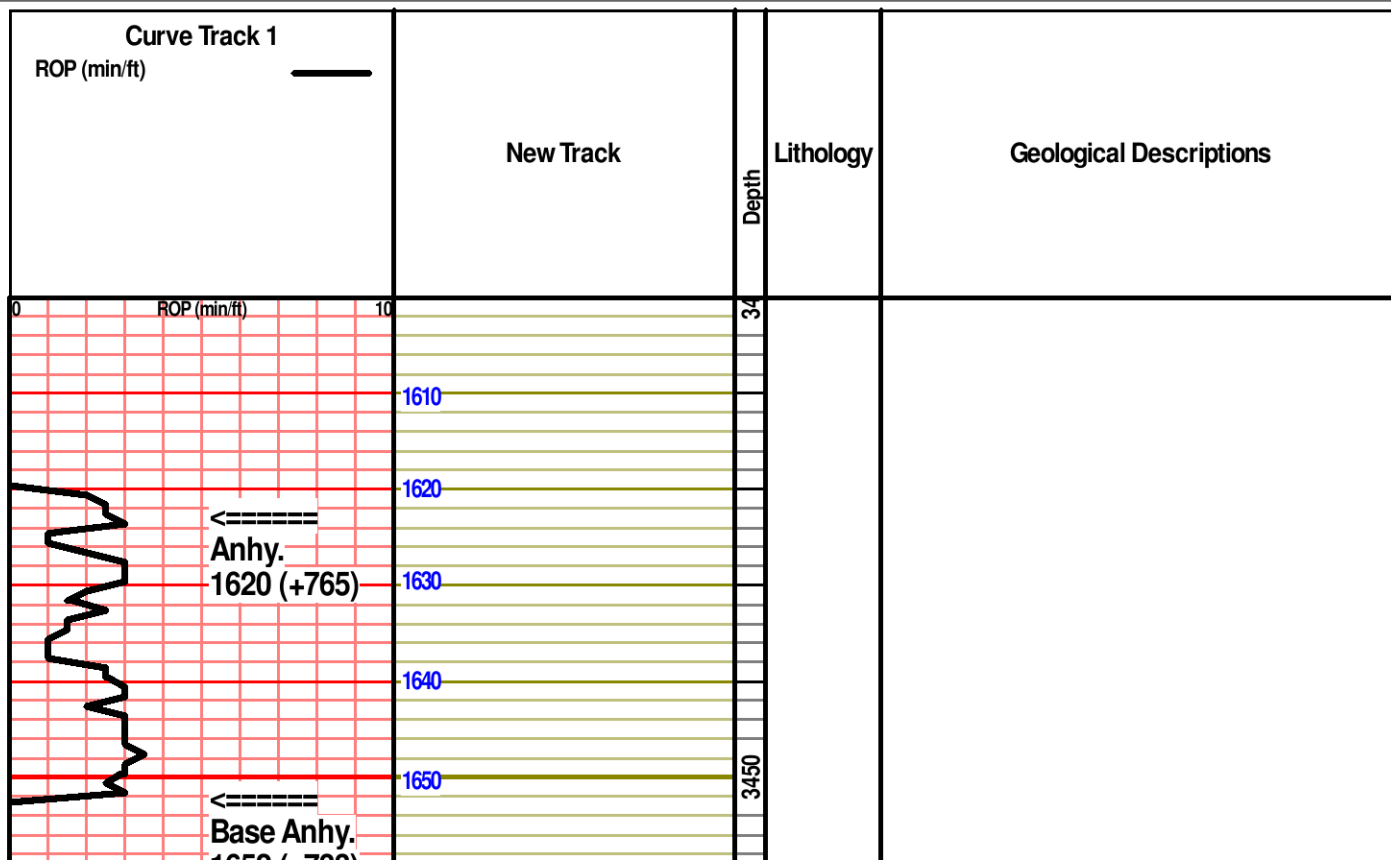 Curve Track 1
ROP (min/ft)
New Track
Depth
Lithology
Geological Descriptions
0 ROP (min/ft) 10
34
1610
1620
<======
Anhy.
1620 (+765)
1630
1640
1650
3450
<======
Base Anhy.